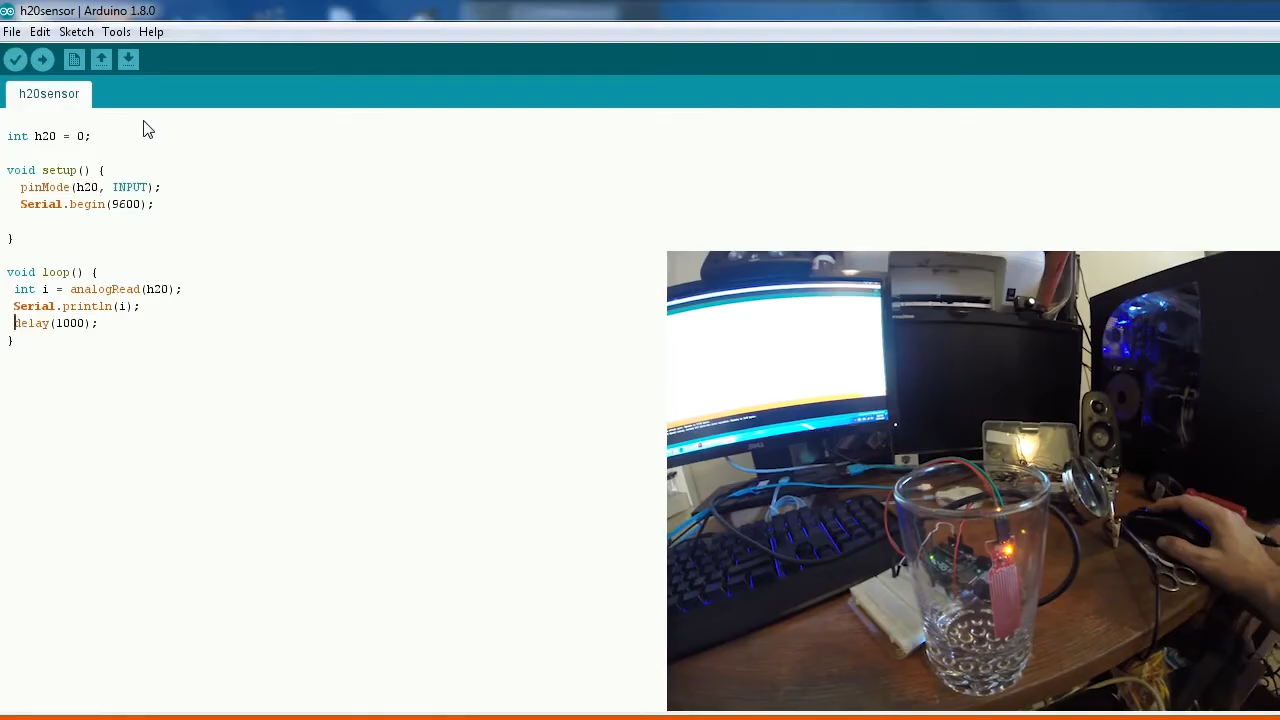 h20sensor | Arduino 1.8.0
File Edit Sketch Tools Help
h20sensor
int h20 = 0;
void setup() {
pinMode(h20, INPUT);
Serial.begin(9600);
}
void loop() {
int i = analogRead(h20);
Serial.println(i);
delay(1000);
}
DELL